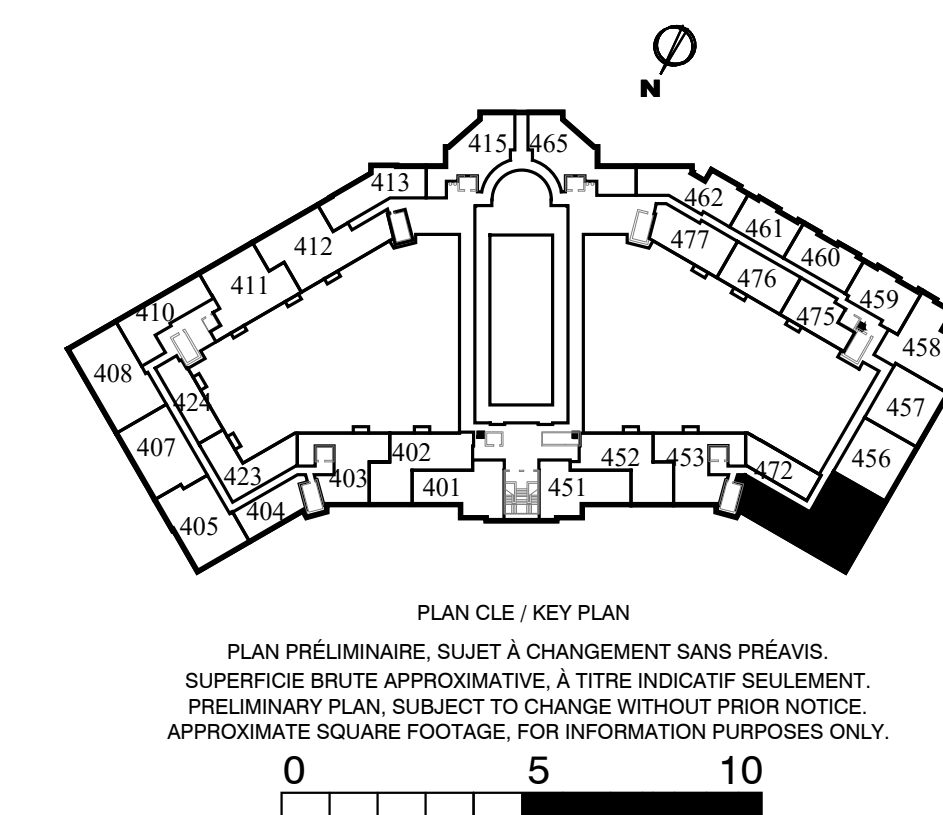 N
415 465
413 462
412 477 461
411 476 460
410 475 459
408 458
424 457
407 423 403 402 452 453 472 456
405 404 401 451
PLAN CLE / KEY PLAN
PLAN PRÉLIMINAIRE, SUJET À CHANGEMENT SANS PRÉAVIS.
SUPERFICIE BRUTE APPROXIMATIVE, À TITRE INDICATIF SEULEMENT.
PRELIMINARY PLAN, SUBJECT TO CHANGE WITHOUT PRIOR NOTICE.
APPROXIMATE SQUARE FOOTAGE, FOR INFORMATION PURPOSES ONLY.
0 5 10